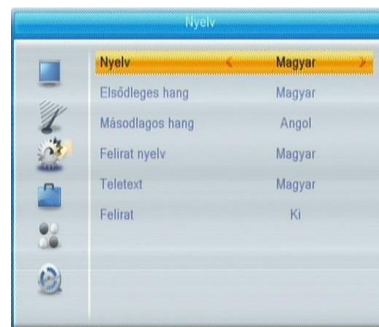 Nyelv
Nyelv Magyar
Elsődleges hang Magyar
Másodlagos hang Angol
Felirat nyelv Magyar
Teletext Magyar
Felirat Ki